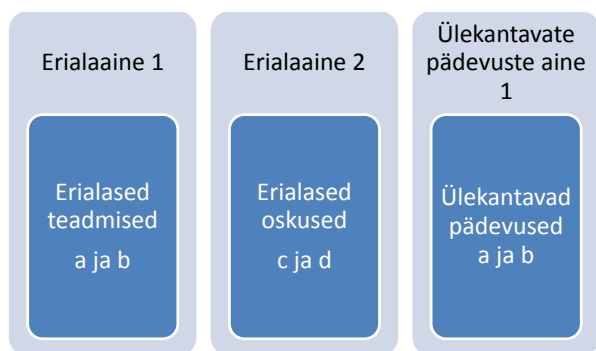 Erialaaine 1
Erialased
teadmised
a ja b
Erialaaine 2
Erialased
oskused
c ja d
Ülekantavate
pädevuste aine
1
Ülekantavad
pädevused
a ja b